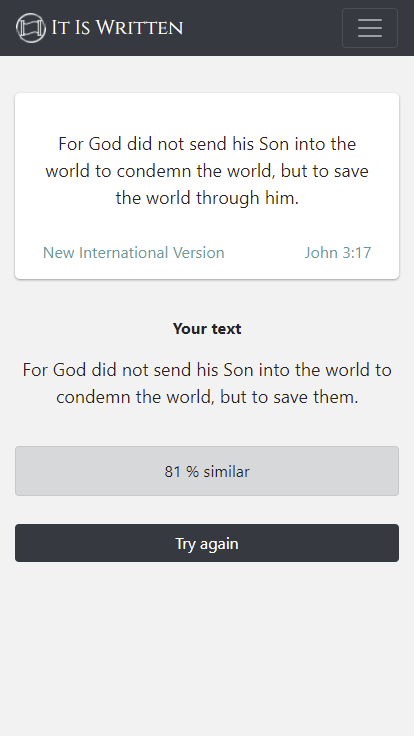 It Is Written
For God did not send his Son into the
world to condemn the world, but to save
the world through him.
New International Version John 3:17
Your text
For God did not send his Son into the world to
condemn the world, but to save them.
81 % similar
Try again